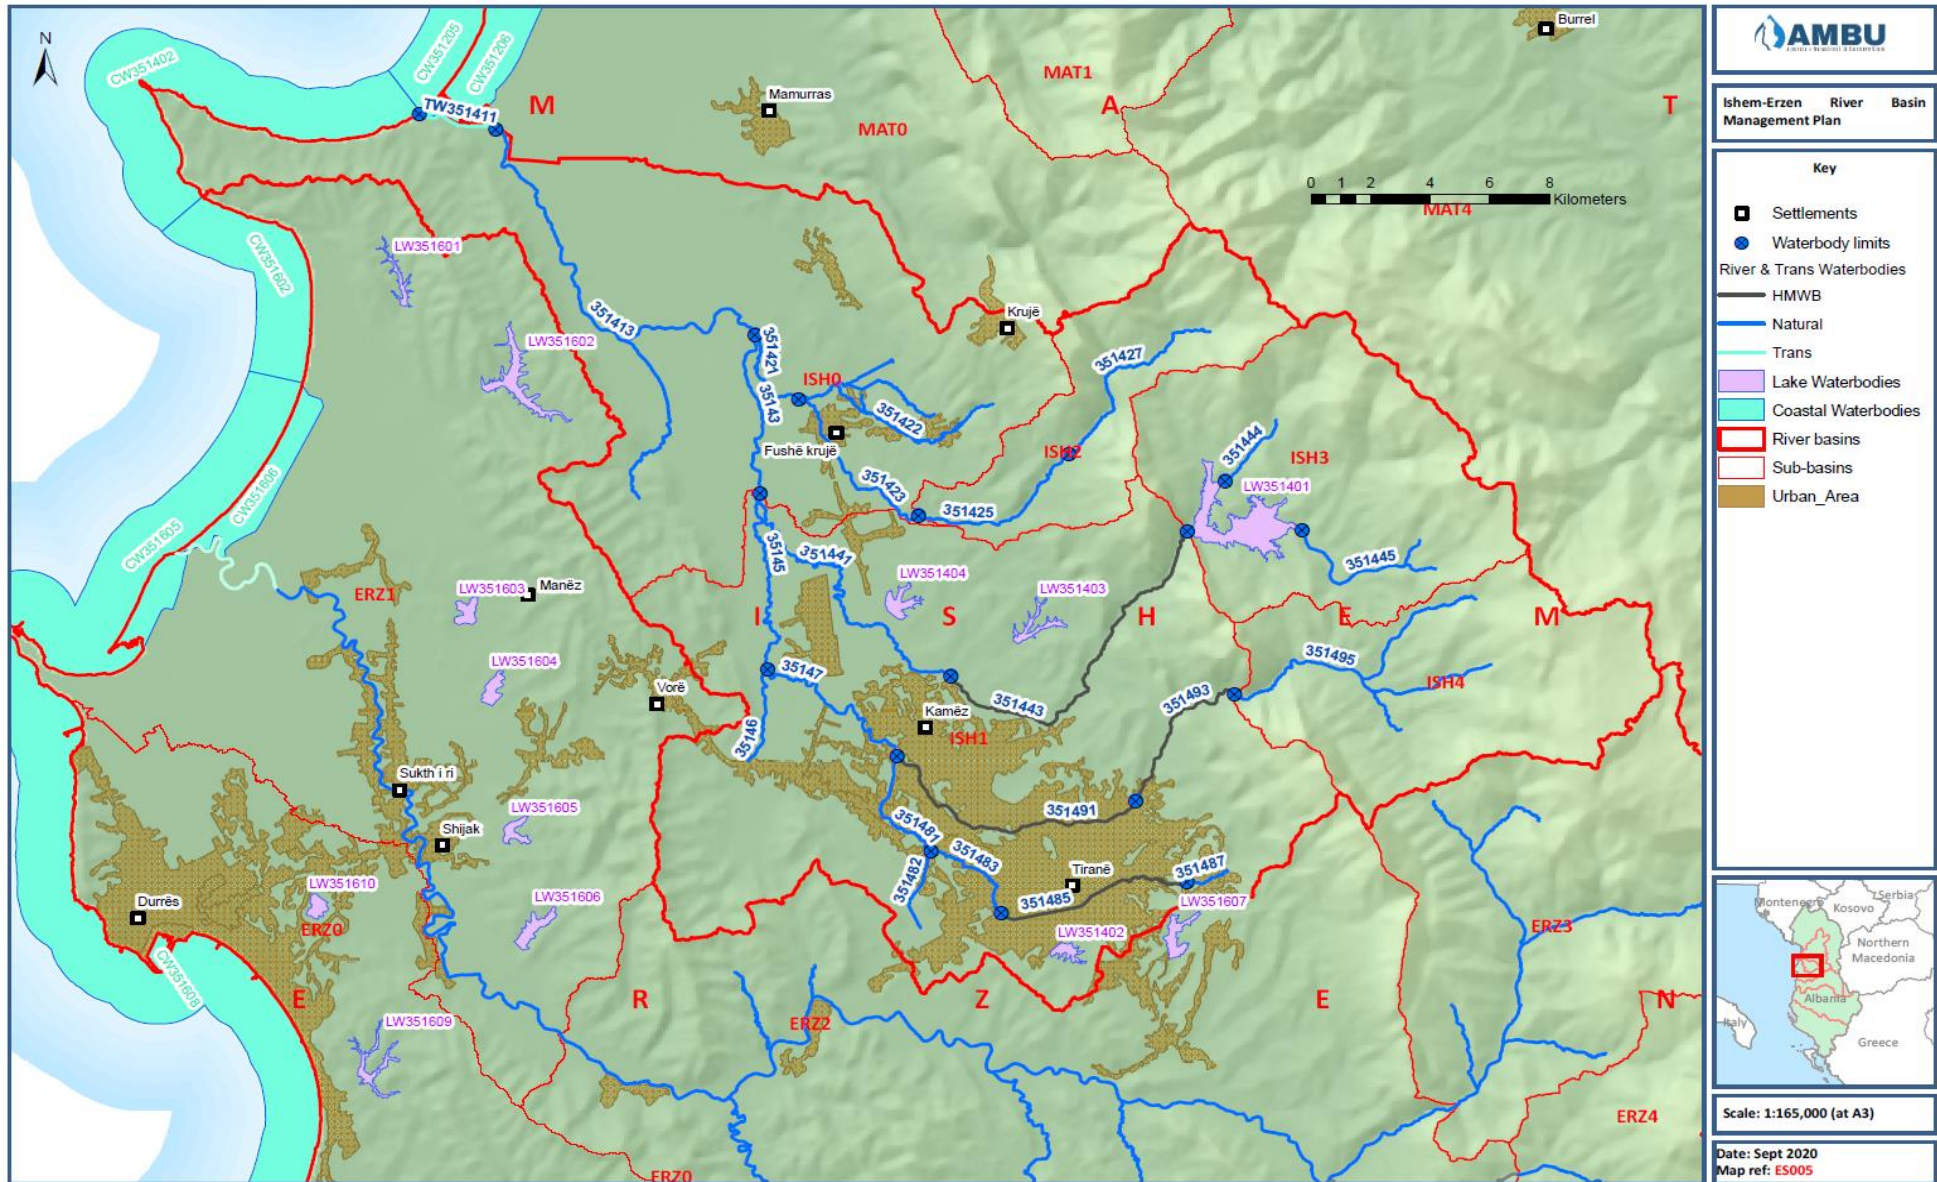 N
CW351402
CW351205
CW351206
TW351411
M
A
T
MAT1
MAT0
MAT4
Burrel
Mamurras
0 1 2 4 6 8
Kilometers
CW351602
LW351601
LW351602
351413
351421
35143
ISH0
351422
Fushë krujë
Krujë
351427
ISH2
351423
351425
351444
ISH3
LW351401
351445
CW351606
CW351605
ERZ1
LW351603
Manëz
35145
351441
LW351404
LW351403
I
S
H
E
M
LW351604
Vorë
35147
35146
351443
Kamëz
ISH1
351493
351495
ISH4
Sukth i ri
Shijak
LW351605
351491
351481
351482
351483
Tiranë
351485
351487
LW351607
LW351402
LW351610
Durrës
ERZ0
LW351606
CW351608
E
R
Z
E
N
ERZ3
LW351609
ERZ2
ERZ4
ERZ0
AMBU
Ishem-Erzen River Basin
Management Plan
Key
Settlements
Waterbody limits
River & Trans Waterbodies
HMWB
Natural
Trans
Lake Waterbodies
Coastal Waterbodies
River basins
Sub-basins
Urban_Area
Montenegro
Kosovo
Serbia
Northern
Macedonia
Albania
Italy
Greece
Scale: 1:165,000 (at A3)
Date: Sept 2020
Map ref: ES005